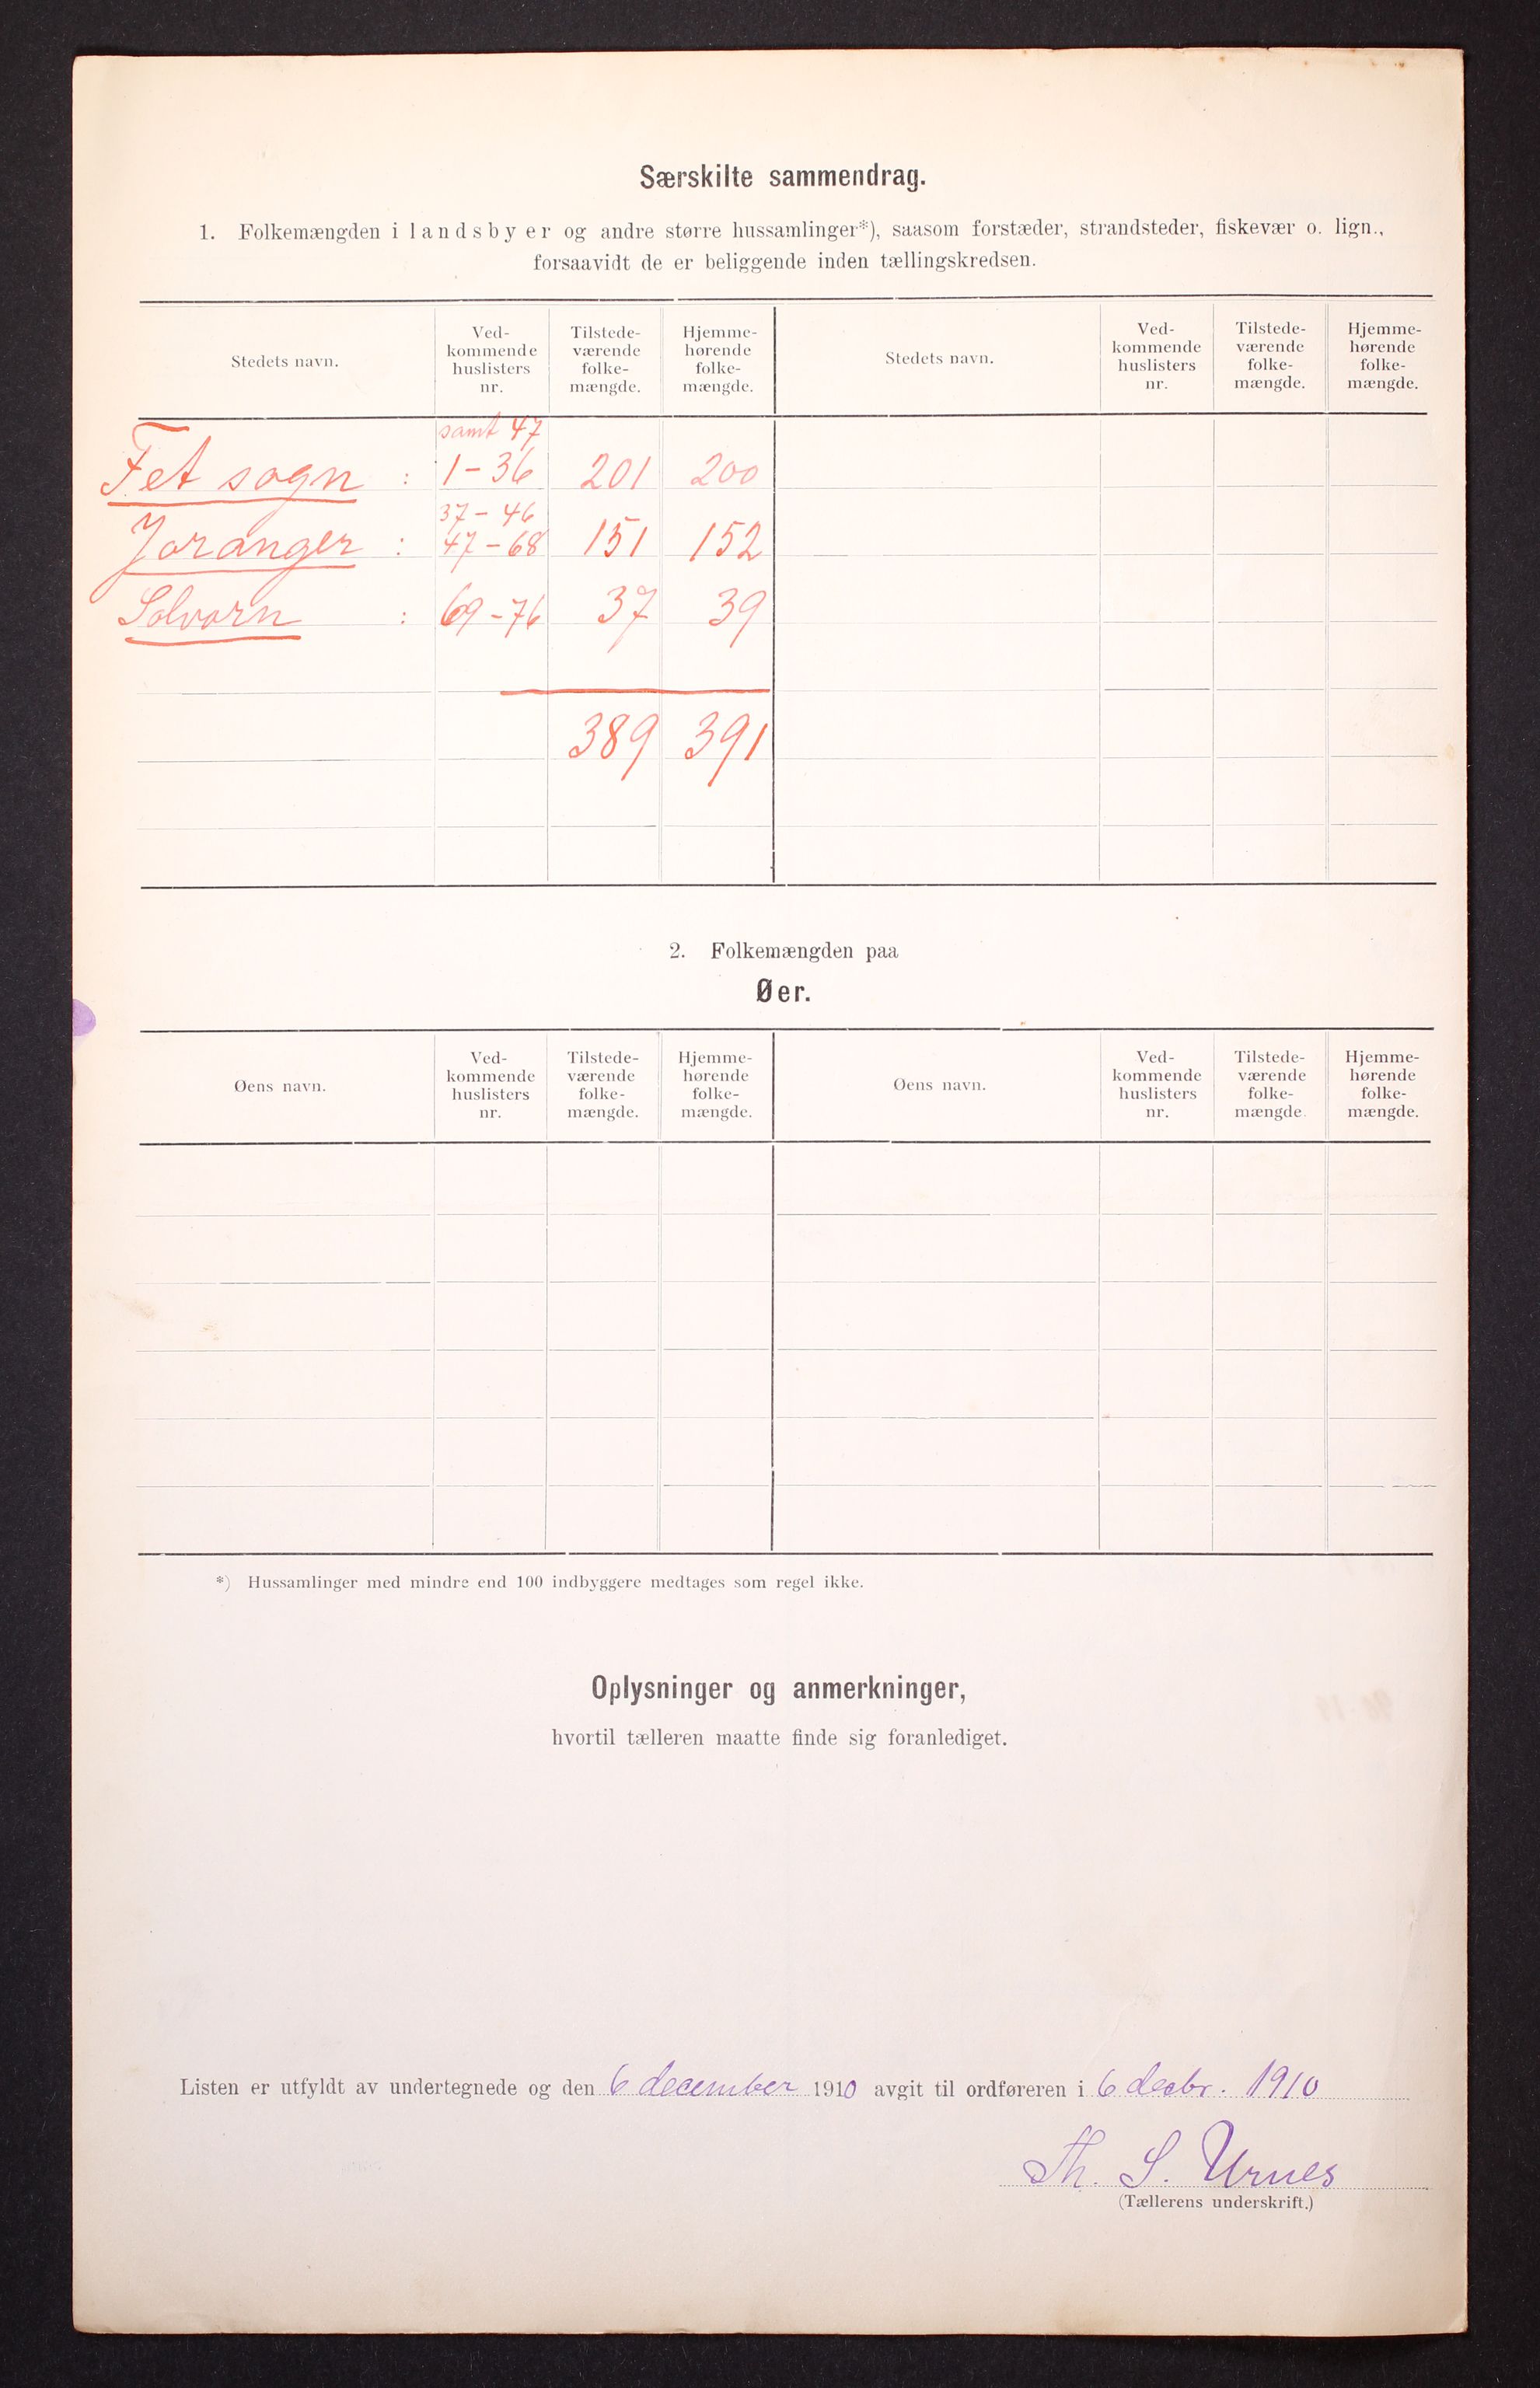 Særskilte sammendrag.
1. Folkemængden i landsbyer og andre større hussamlinger*), saasom forstæder, strandsteder, fiskevær o. lign.,
forsaavidt de er beliggende inden tællingskredsen.
Stedets navn. Ved-kommende huslisters nr. Tilstede-værende folke-mængde. Hjemme-hørende folke-mængde. Stedets navn. Ved-kommende huslisters nr. Tilstede-værende folke-mængde. Hjemme-hørende folke-mængde.
samt 47
Fet sogn : 1-36 201 200
37-46
Joranger : 47-68 151 152
Solvorn : 69-76 37 39
389 391
2. Folkemængden paa
Øer.
Øens navn. Ved-kommende huslisters nr. Tilstede-værende folke-mængde. Hjemme-hørende folke-mængde. Øens navn. Ved-kommende huslisters nr. Tilstede-værende folke-mængde. Hjemme-hørende folke-mængde.
*) Hussamlinger med mindre end 100 indbyggere medtages som regel ikke.
Oplysninger og anmerkninger,
hvortil tælleren maatte finde sig foranlediget.
Listen er utfyldt av undertegnede og den 6 december 1910 avgit til ordføreren i 6 decbr. 1910
Th. S. Urnes
(Tællerens underskrift.)